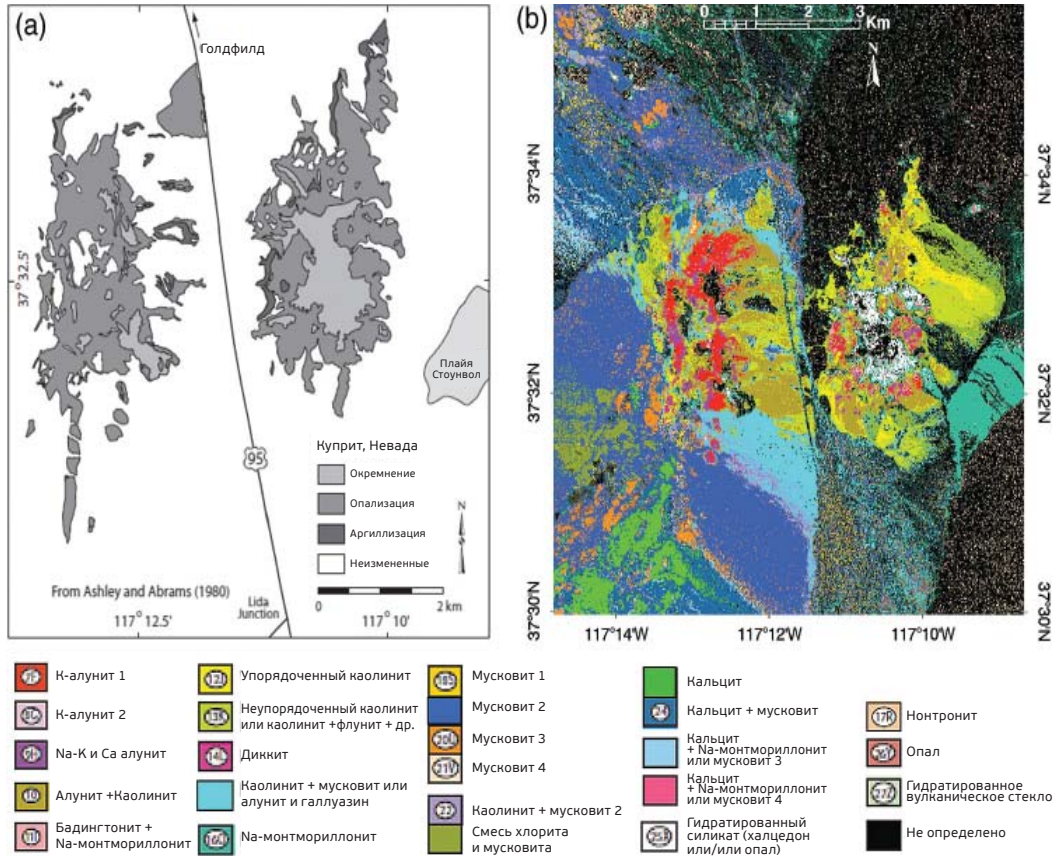 (a)
Голдфилд
37° 32.5'
Плайя
Стоунвол
95
Куприт, Невада
Окремнение
Опализация
Аргиллизация
Неизмененные
N
0 2 km
From Ashley and Abrams (1980)
Lida
Junction
117° 12.5'
117° 10'
(b)
0 1 2 3
Km
N
37°34'N
37°32'N
37°30'N
37°34'N
37°32'N
37°30'N
117°14'W
117°12'W
117°10'W
К-алунит 1
К-алунит 2
Na-K и Ca алунит
Алунит +Каолинит
Бадингтонит +
Na-монтмориллонит
Упорядоченный каолинит
Неупорядоченный каолинит
или каолинит +флунит + др.
Диккит
Каолинит + мусковит или
алунит и галлуазин
Na-монтмориллонит
Мусковит 1
Мусковит 2
Мусковит 3
Мусковит 4
Каолинит + мусковит 2
Смесь хлорита
и мусковита
Кальцит
24
Кальцит + мусковит
Кальцит
+ Na-монтмориллонит
или мусковит 3
Кальцит
+ Na-монтмориллонит
или мусковит 4
Гидратированный
силикат (халцедон
или/или опал)
17R
Нонтронит
Опал
Гидратированное
вулканическое стекло
Не определено